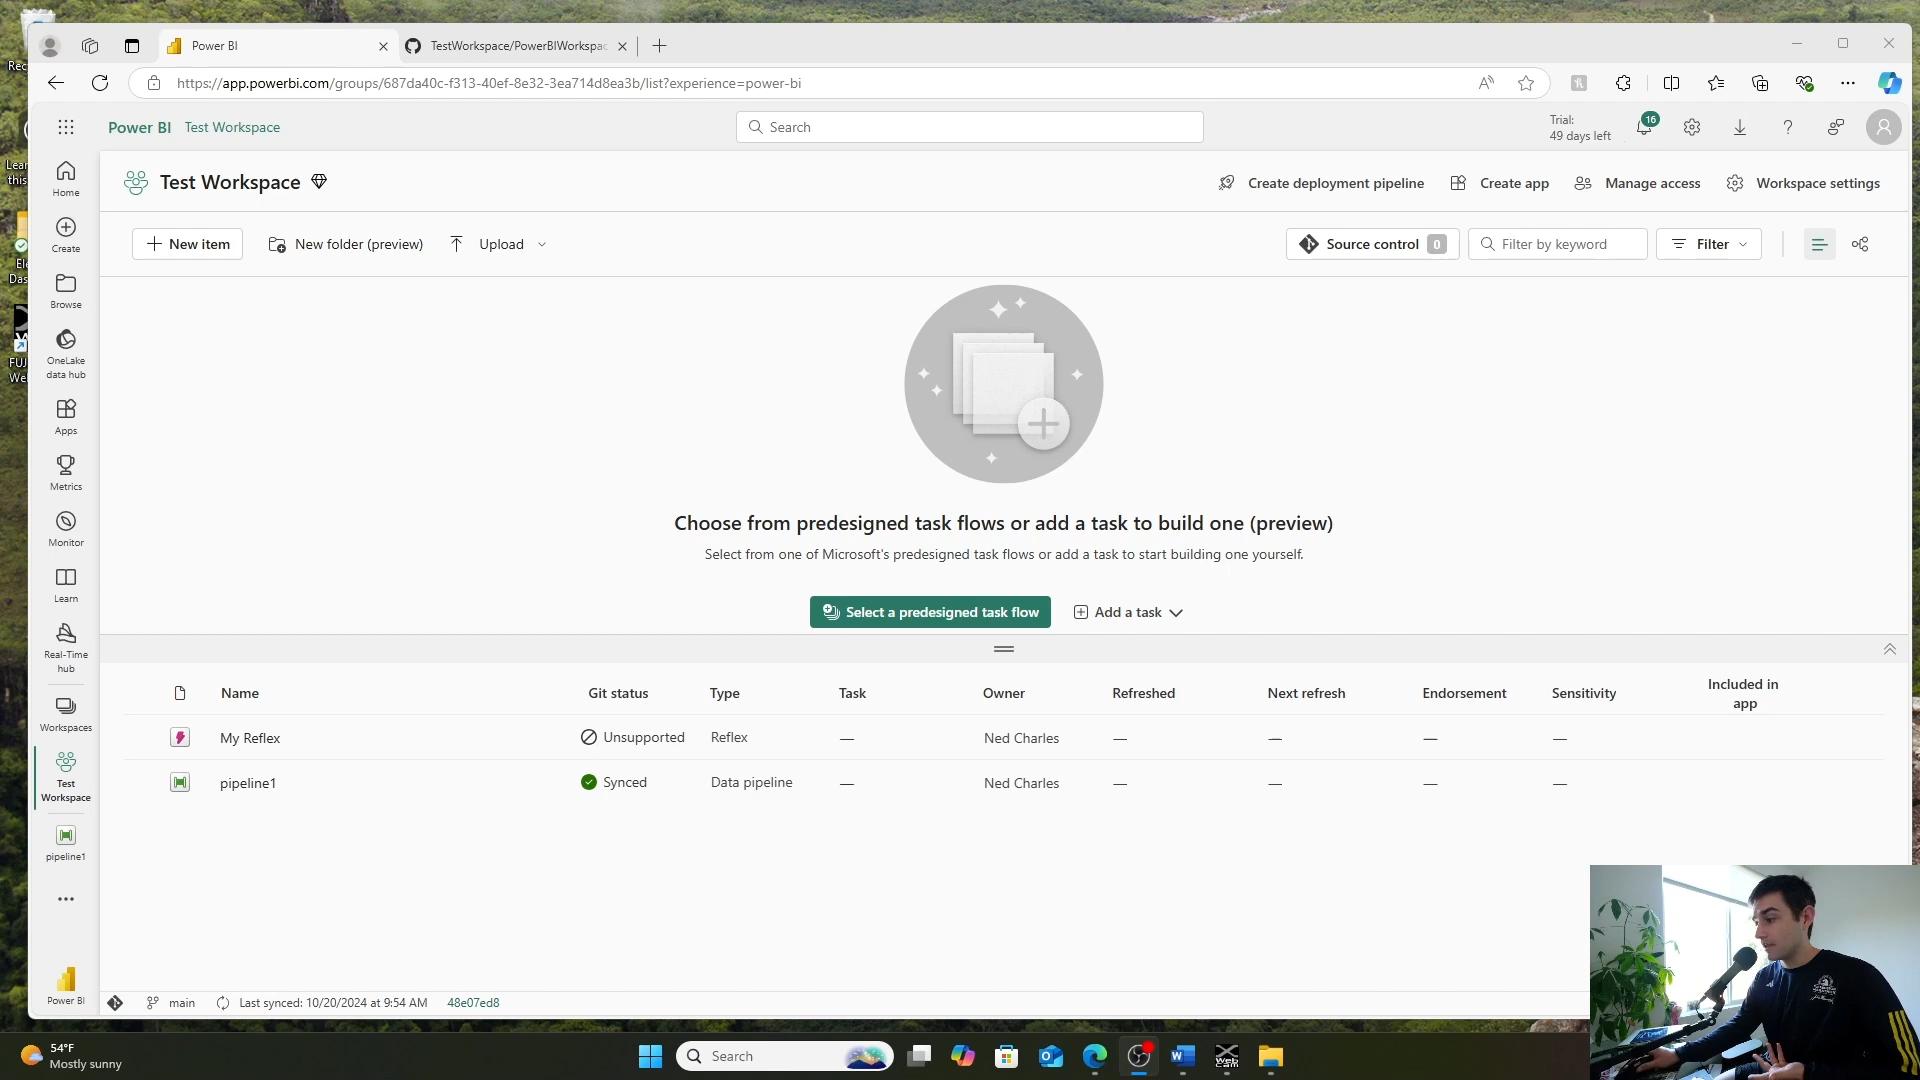 Power BI
TestWorkspace/PowerBIWorkspac
https://app.powerbi.com/groups/687da40c-f313-40ef-8e32-3ea714d8ea3b/list?experience=power-bi
Power BI Test Workspace
Search
Trial:
49 days left
16
Test Workspace
Create deployment pipeline
Create app
Manage access
Workspace settings
New item
New folder (preview)
Upload
Source control 0
Filter by keyword
Filter
Home
Create
Browse
OneLake
data hub
Apps
Metrics
Monitor
Learn
Real-Time
hub
Workspaces
Test
Workspace
pipeline1
Power BI
Choose from predesigned task flows or add a task to build one (preview)
Select from one of Microsoft's predesigned task flows or add a task to start building one yourself.
Select a predesigned task flow
Add a task
Name Git status Type Task Owner Refreshed Next refresh Endorsement Sensitivity Included in
app
My Reflex Unsupported Reflex — Ned Charles — — — —
pipeline1 Synced Data pipeline — Ned Charles — — — —
main
Last synced: 10/20/2024 at 9:54 AM
48e07ed8
54°F
Mostly sunny
Search